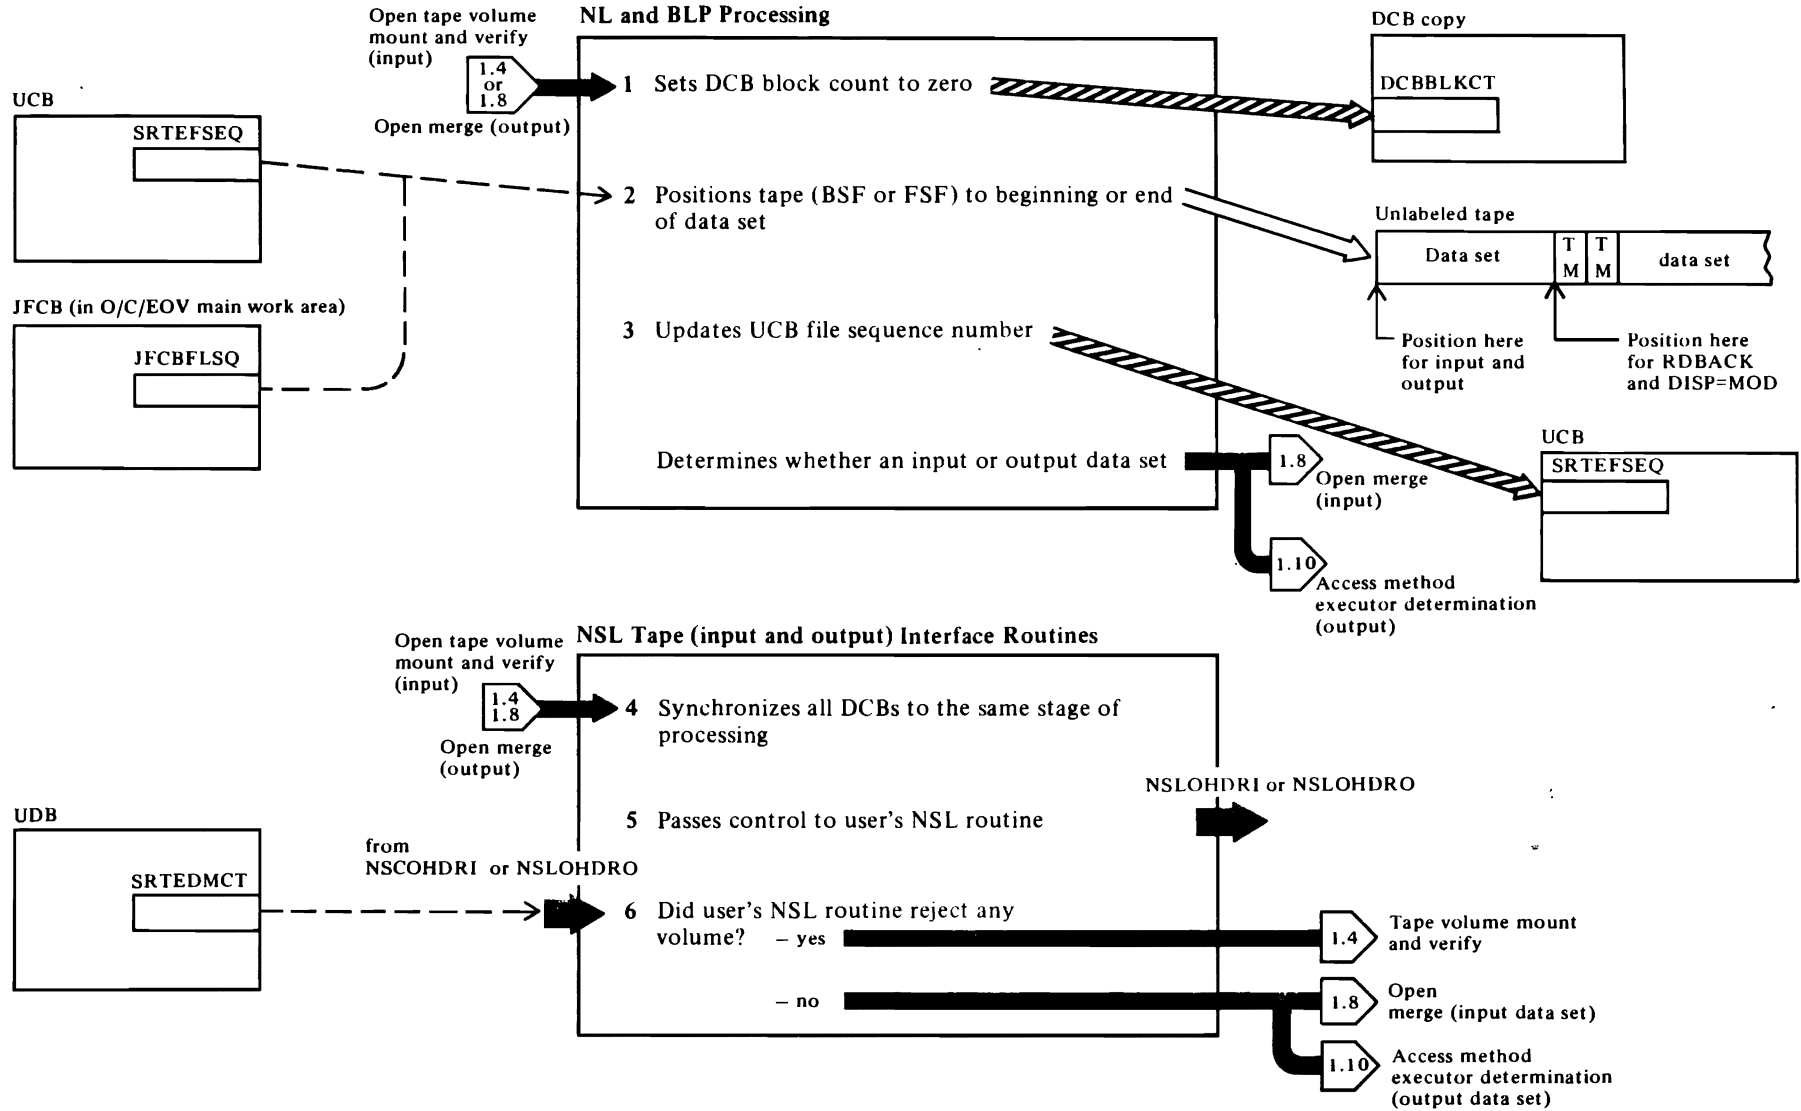 Open tape volume
mount and verify
(input)
1.4
or
1.8
Open merge (output)
NL and BLP Processing
1 Sets DCB block count to zero
DCB copy
DCBBLKCT
UCB
SRTEFSEQ
2 Positions tape (BSF or FSF) to beginning or end
of data set
Unlabeled tape
Data set
T
M
T
M
data set
Position here
for input and
output
Position here
for RDBACK
and DISP=MOD
JFCB (in O/C/EOV main work area)
JFCBFLSQ
3 Updates UCB file sequence number
UCB
SRTEFSEQ
Determines whether an input or output data set
1.8
Open merge
(input)
1.10
Access method
executor determination
(output)
Open tape volume
mount and verify
(input)
1.4
1.8
Open merge
(output)
NSL Tape (input and output) Interface Routines
4 Synchronizes all DCBs to the same stage of
processing
NSLOHDRI or NSLOHDRO
5 Passes control to user's NSL routine
UDB
SRTEDMCT
from
NSCOHDRI or NSLOHDRO
6 Did user's NSL routine reject any
volume? – yes
1.4
Tape volume mount
and verify
– no
1.8
Open
merge (input data set)
1.10
Access method
executor determination
(output data set)